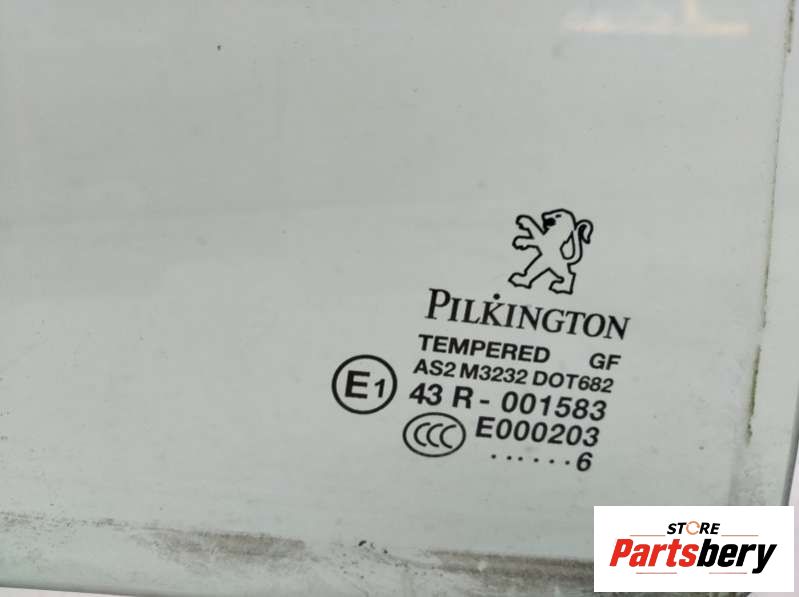 PILKINGTON
TEMPERED GF
AS2 M3232 DOT682
E1 43 R - 001583
CCC E000203
......6
STORE
Partsbery